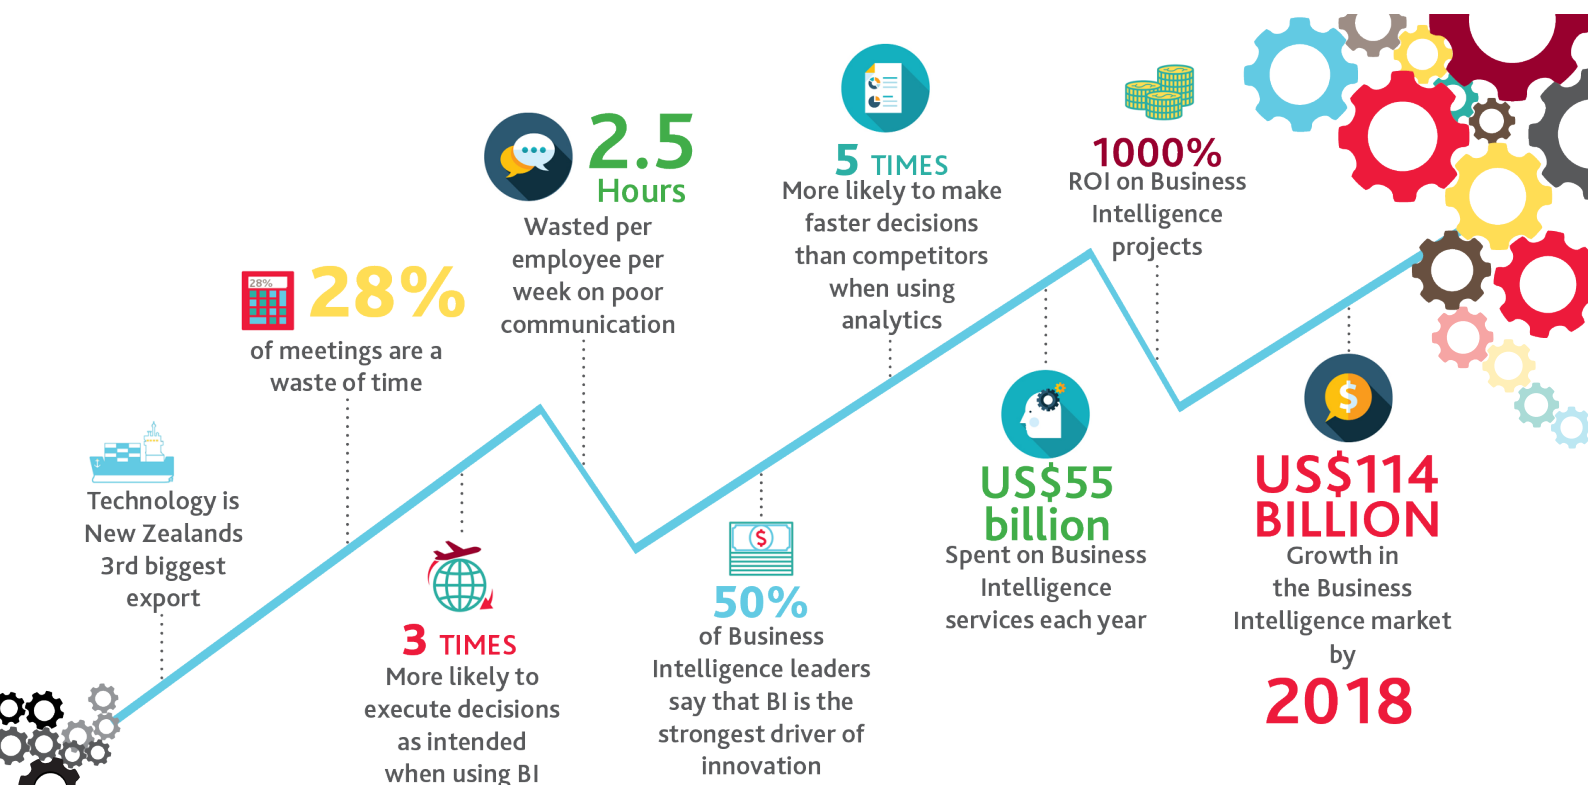 Technology is
New Zealands
3rd biggest
export
28%
28%
of meetings are a
waste of time
3 TIMES
More likely to
execute decisions
as intended
when using BI
2.5
Hours
Wasted per
employee per
week on poor
communication
$
50%
of Business
Intelligence leaders
say that BI is the
strongest driver of
innovation
5 TIMES
More likely to make
faster decisions
than competitors
when using
analytics
US$55
billion
Spent on Business
Intelligence
services each year
1000%
ROI on Business
Intelligence
projects
$
US$114
BILLION
Growth in
the Business
Intelligence market
by
2018